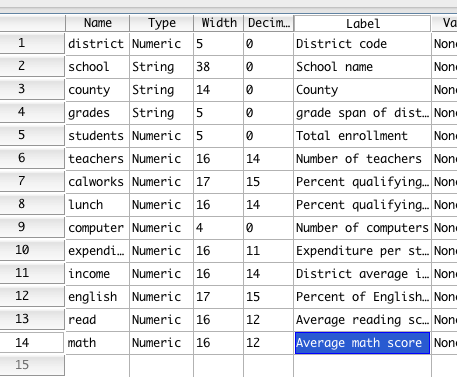 Name Type Width Decim... Label Va
1 district Numeric 5 0 District code None
2 school String 38 0 School name None
3 county String 14 0 County None
4 grades String 5 0 grade span of dist... None
5 students Numeric 5 0 Total enrollment None
6 teachers Numeric 16 14 Number of teachers None
7 calworks Numeric 17 15 Percent qualifying... None
8 lunch Numeric 16 14 Percent qualifying... None
9 computer Numeric 4 0 Number of computers None
10 expendi... Numeric 16 11 Expenditure per st... None
11 income Numeric 16 14 District average i... None
12 english Numeric 17 15 Percent of English... None
13 read Numeric 16 12 Average reading sc... None
14 math Numeric 16 12 Average math score None
15